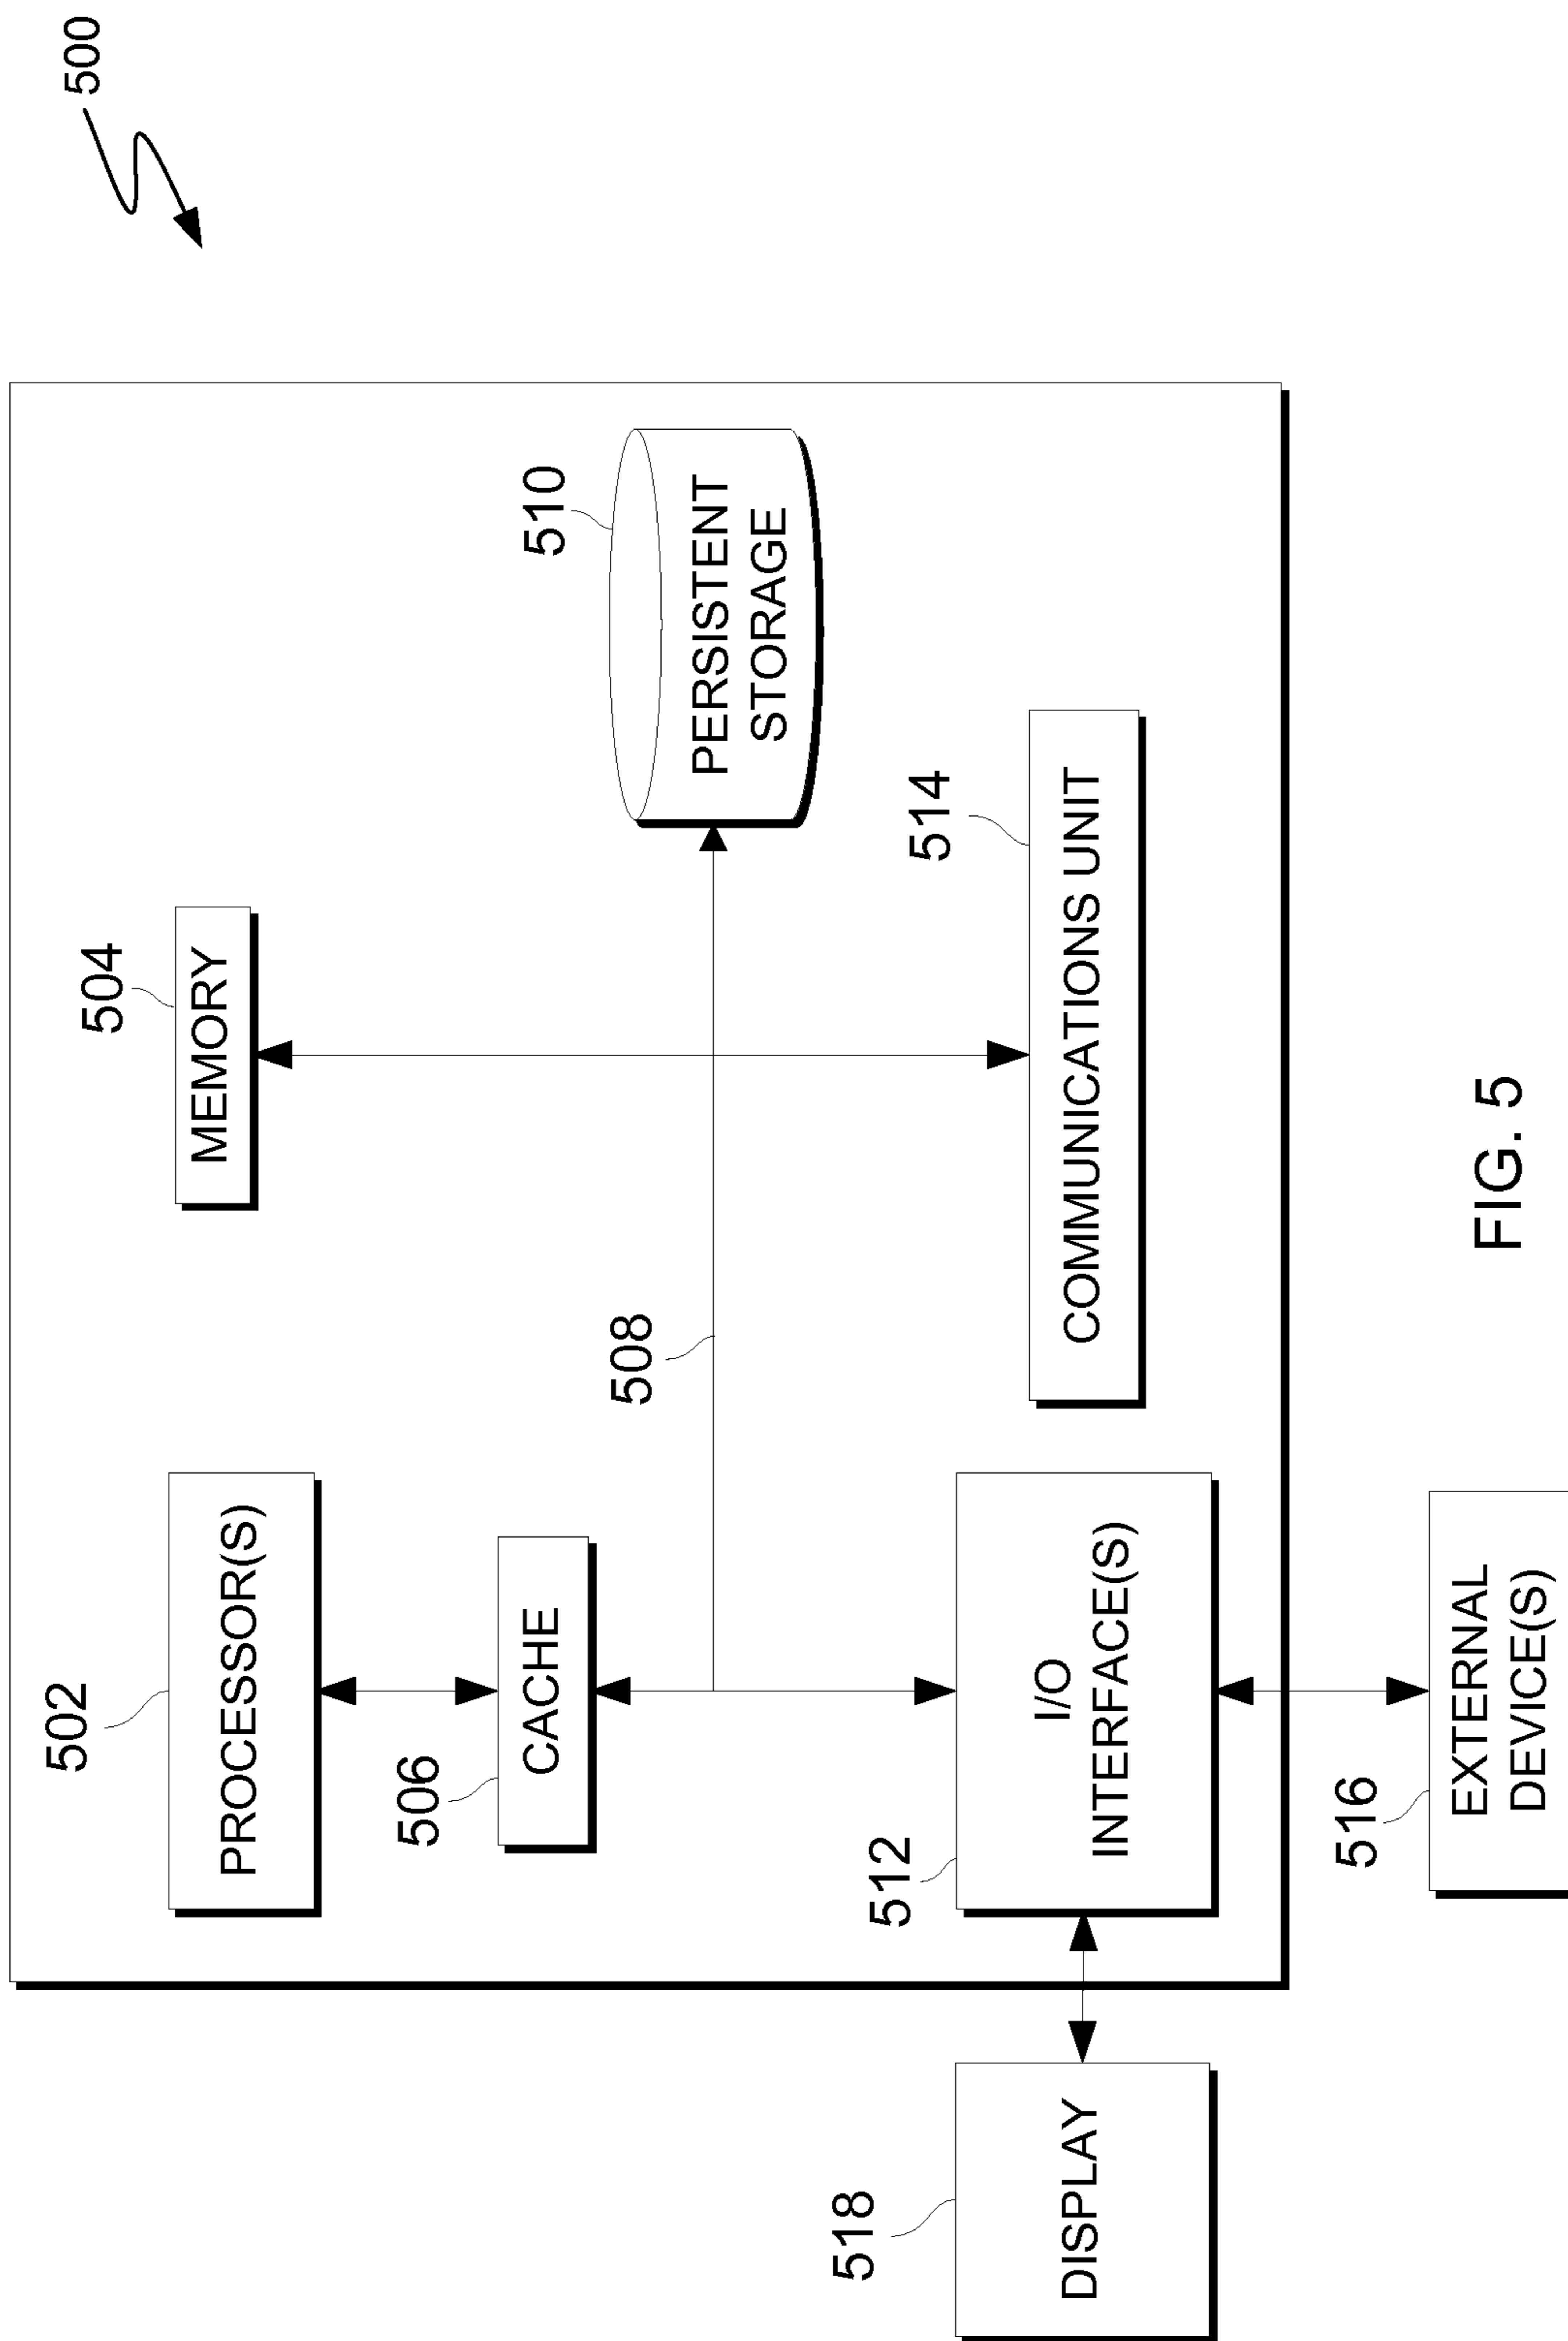 500
502
PROCESSOR(S)
504
MEMORY
506
CACHE
508
510
PERSISTENT
STORAGE
512
I/O
INTERFACE(S)
514
COMMUNICATIONS UNIT
518
DISPLAY
516
EXTERNAL
DEVICE(S)
FIG. 5